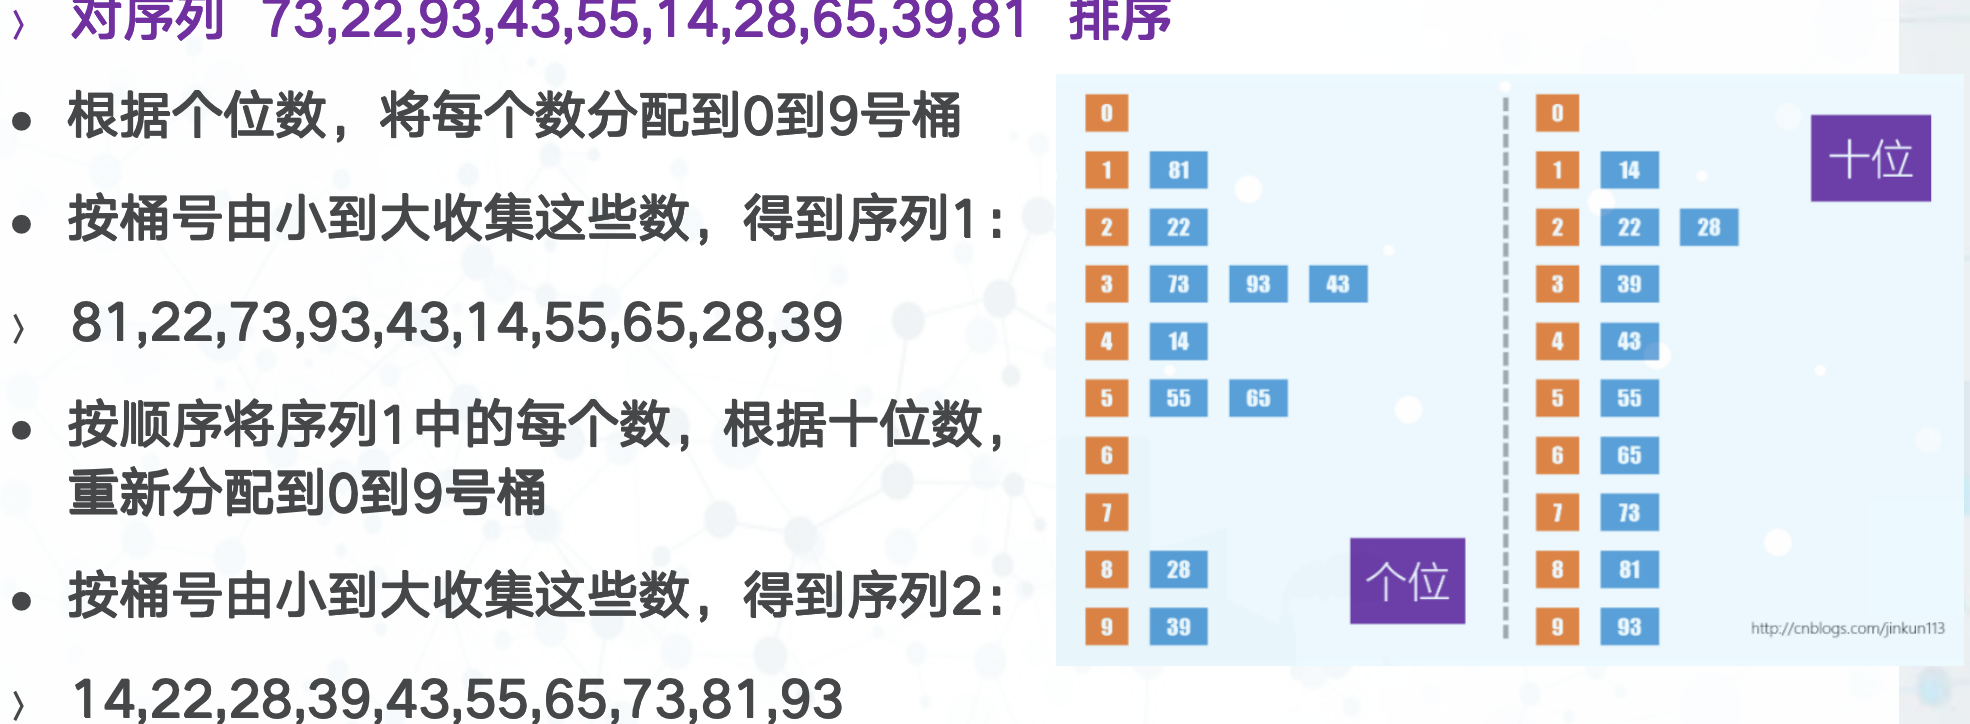 › 对序列 73,22,93,43,55,14,28,65,39,81 排序
• 根据个位数，将每个数分配到0到9号桶
• 按桶号由小到大收集这些数，得到序列1：
› 81,22,73,93,43,14,55,65,28,39
• 按顺序将序列1中的每个数，根据十位数，
重新分配到0到9号桶
• 按桶号由小到大收集这些数，得到序列2：
› 14,22,28,39,43,55,65,73,81,93
0
1 81
2 22
3 73 93 43
4 14
5 55 65
6
7
8 28
9 39
个位
0
1 14
2 22 28
3 39
4 43
5 55
6 65
7 73
8 81
9 93
十位
http://cnblogs.com/jinkun113